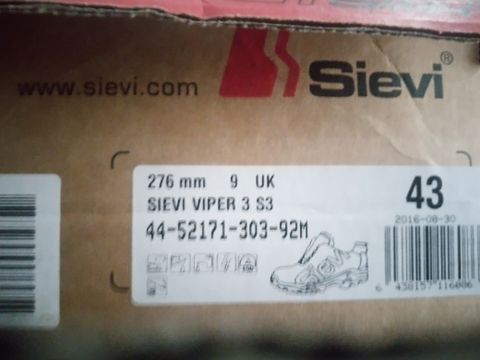 www.sievi.com
Sievi®
276 mm 9 UK
43
SIEVI VIPER 3 S3
2016-08-30
44-52171-303-92M
6 438157 116086